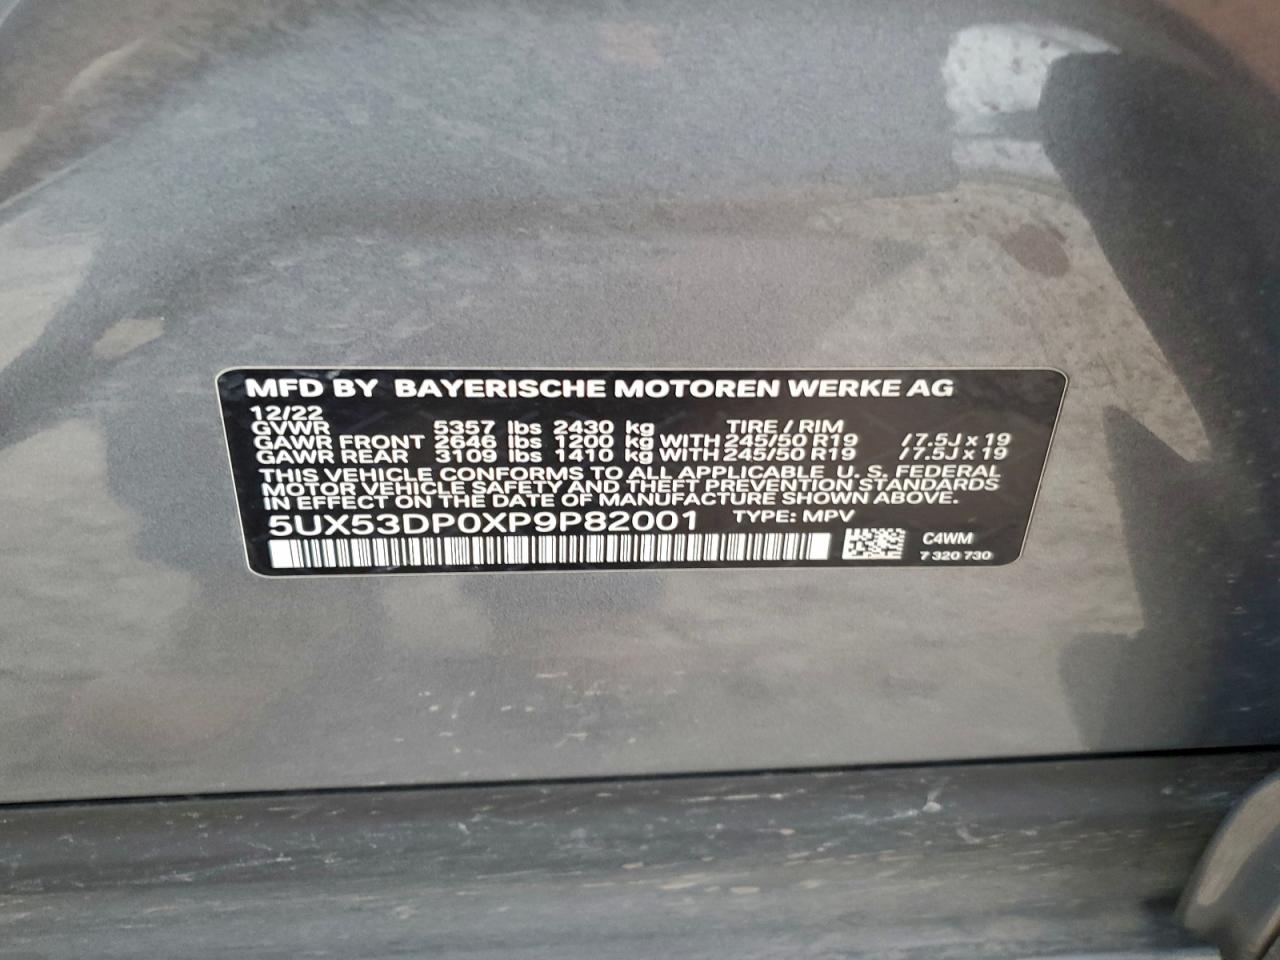 MFD BY BAYERISCHE MOTOREN WERKE AG
12/22
GVWR 5357 lbs 2430 kg TIRE / RIM
GAWR FRONT 2646 lbs 1200 kg WITH 245/50 R19 / 7.5J x 19
GAWR REAR 3109 lbs 1410 kg WITH 245/50 R19 / 7.5J x 19
THIS VEHICLE CONFORMS TO ALL APPLICABLE U. S. FEDERAL
MOTOR VEHICLE SAFETY AND THEFT PREVENTION STANDARDS
IN EFFECT ON THE DATE OF MANUFACTURE SHOWN ABOVE.
5UX53DP0XP9P82001 TYPE: MPV
C4WM
7 320 730